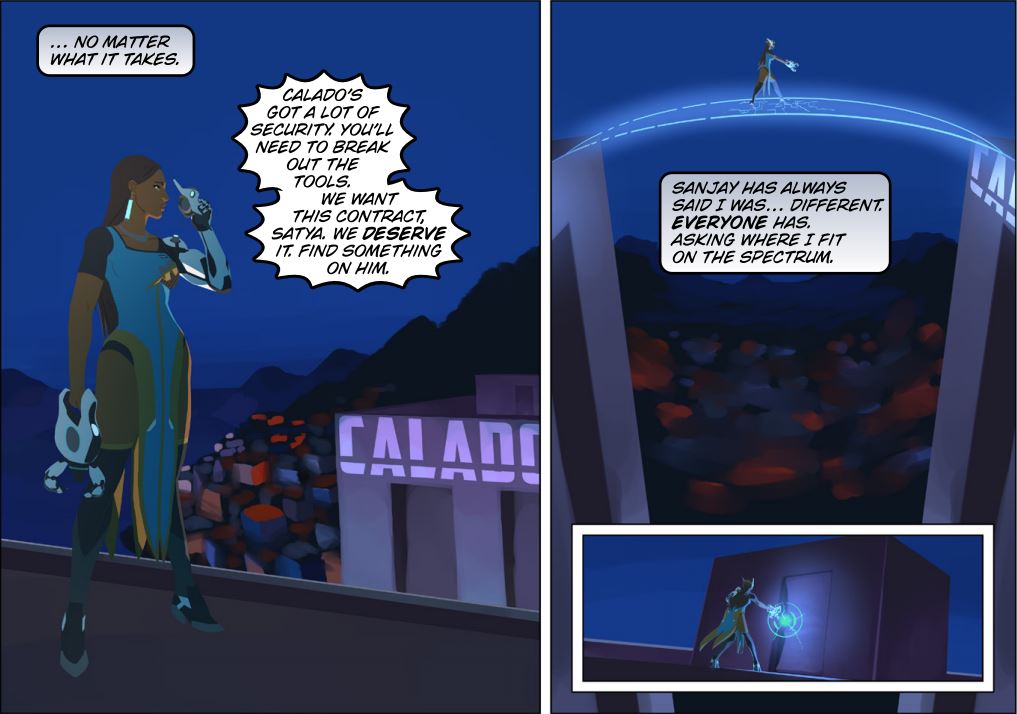 ... NO MATTER
WHAT IT TAKES.
CALADO'S
GOT A LOT OF
SECURITY. YOU'LL
NEED TO BREAK
OUT THE
TOOLS.
WE WANT
THIS CONTRACT,
SATYA. WE DESERVE
IT. FIND SOMETHING
ON HIM.
CALADO
SANJAY HAS ALWAYS
SAID I WAS... DIFFERENT.
EVERYONE HAS.
ASKING WHERE I FIT
ON THE SPECTRUM.
CAL